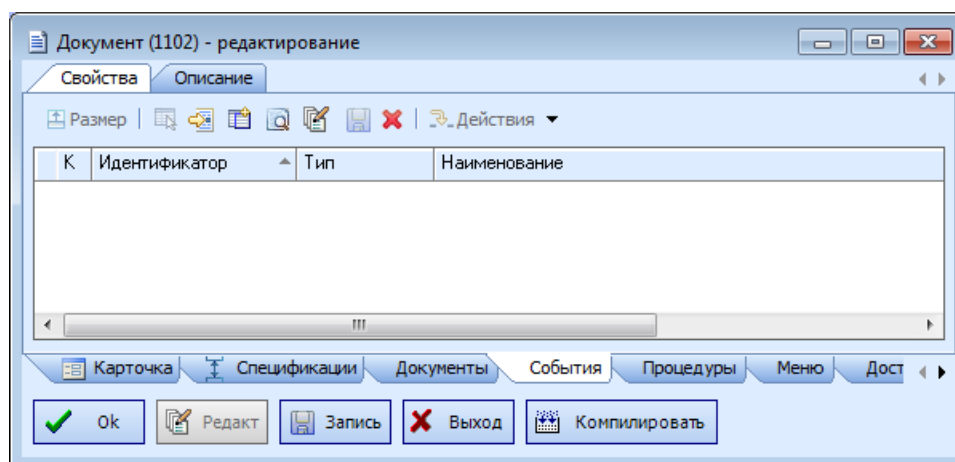 Документ (1102) - редактирование
Свойства Описание
Размер Действия
К Идентификатор Тип Наименование
Карточка Спецификации Документы События Процедуры Меню Дост
Ok Редакт Запись Выход Компилировать